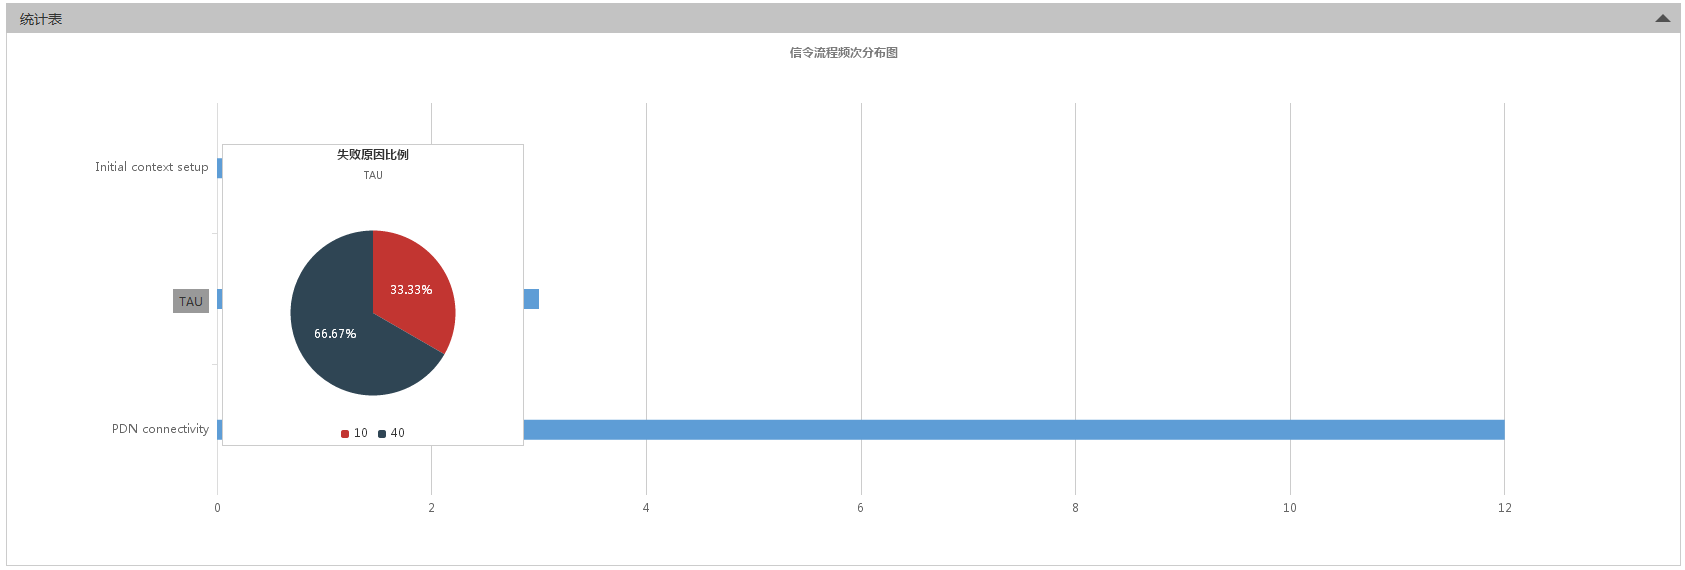 统计表
信令流程频次分布图
Initial context setup
TAU
PDN connectivity
失败原因比例
TAU
33.33%
66.67%
10 40
0 2 4 6 8 10 12